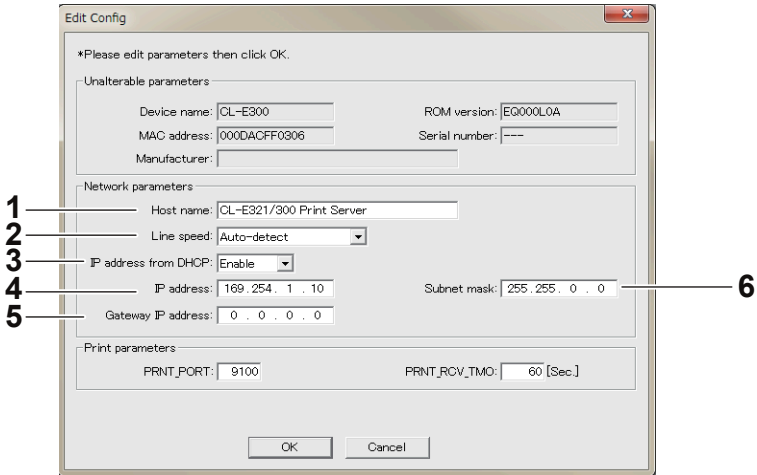 Edit Config
*Please edit parameters then click OK.
Unalterable parameters
Device name: CL-E300 ROM version: EQ000L0A
MAC address: 000DACFF0306 Serial number: ---
Manufacturer:
Network parameters
1 Host name: CL-E321/300 Print Server
2 Line speed: Auto-detect
3 IP address from DHCP: Enable
4 IP address: 169.254. 1 . 10 Subnet mask: 255.255. 0 . 0 6
5 Gateway IP address: 0 . 0 . 0 . 0
Print parameters
PRNT_PORT: 9100 PRNT_RCV_TMO: 60 [Sec.]
OK Cancel